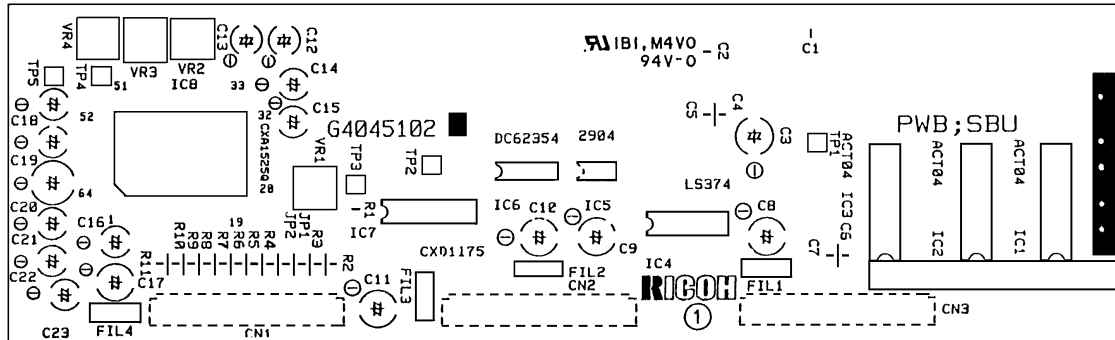 VR4
VR3
VR2
IC8
C13
C12
C14
C15
TP5
TP4
51
33
52
32
C18
C19
64
C20
C21
C22
C23
C16
1
C17
CXA1525Q
20
G4045102
VR1
TP3
TP2
JP2
JP1
R1
IC7
CXD1175
19
R11
R10
R9
R8
R7
R6
R5
R4
R3
R2
FIL4
CN1
C11
FIL3
DC62354
2904
IC6
C10
IC5
C9
FIL2
CN2
LS374
IC4
RICOH
1
IBI,M4V0
94V-0
C2
C1
C5
C4
C3
TP1
C8
FIL1
C7
C6
CN3
PWB;SBU
ACT04 IC3
ACT04 IC2
ACT04 IC1